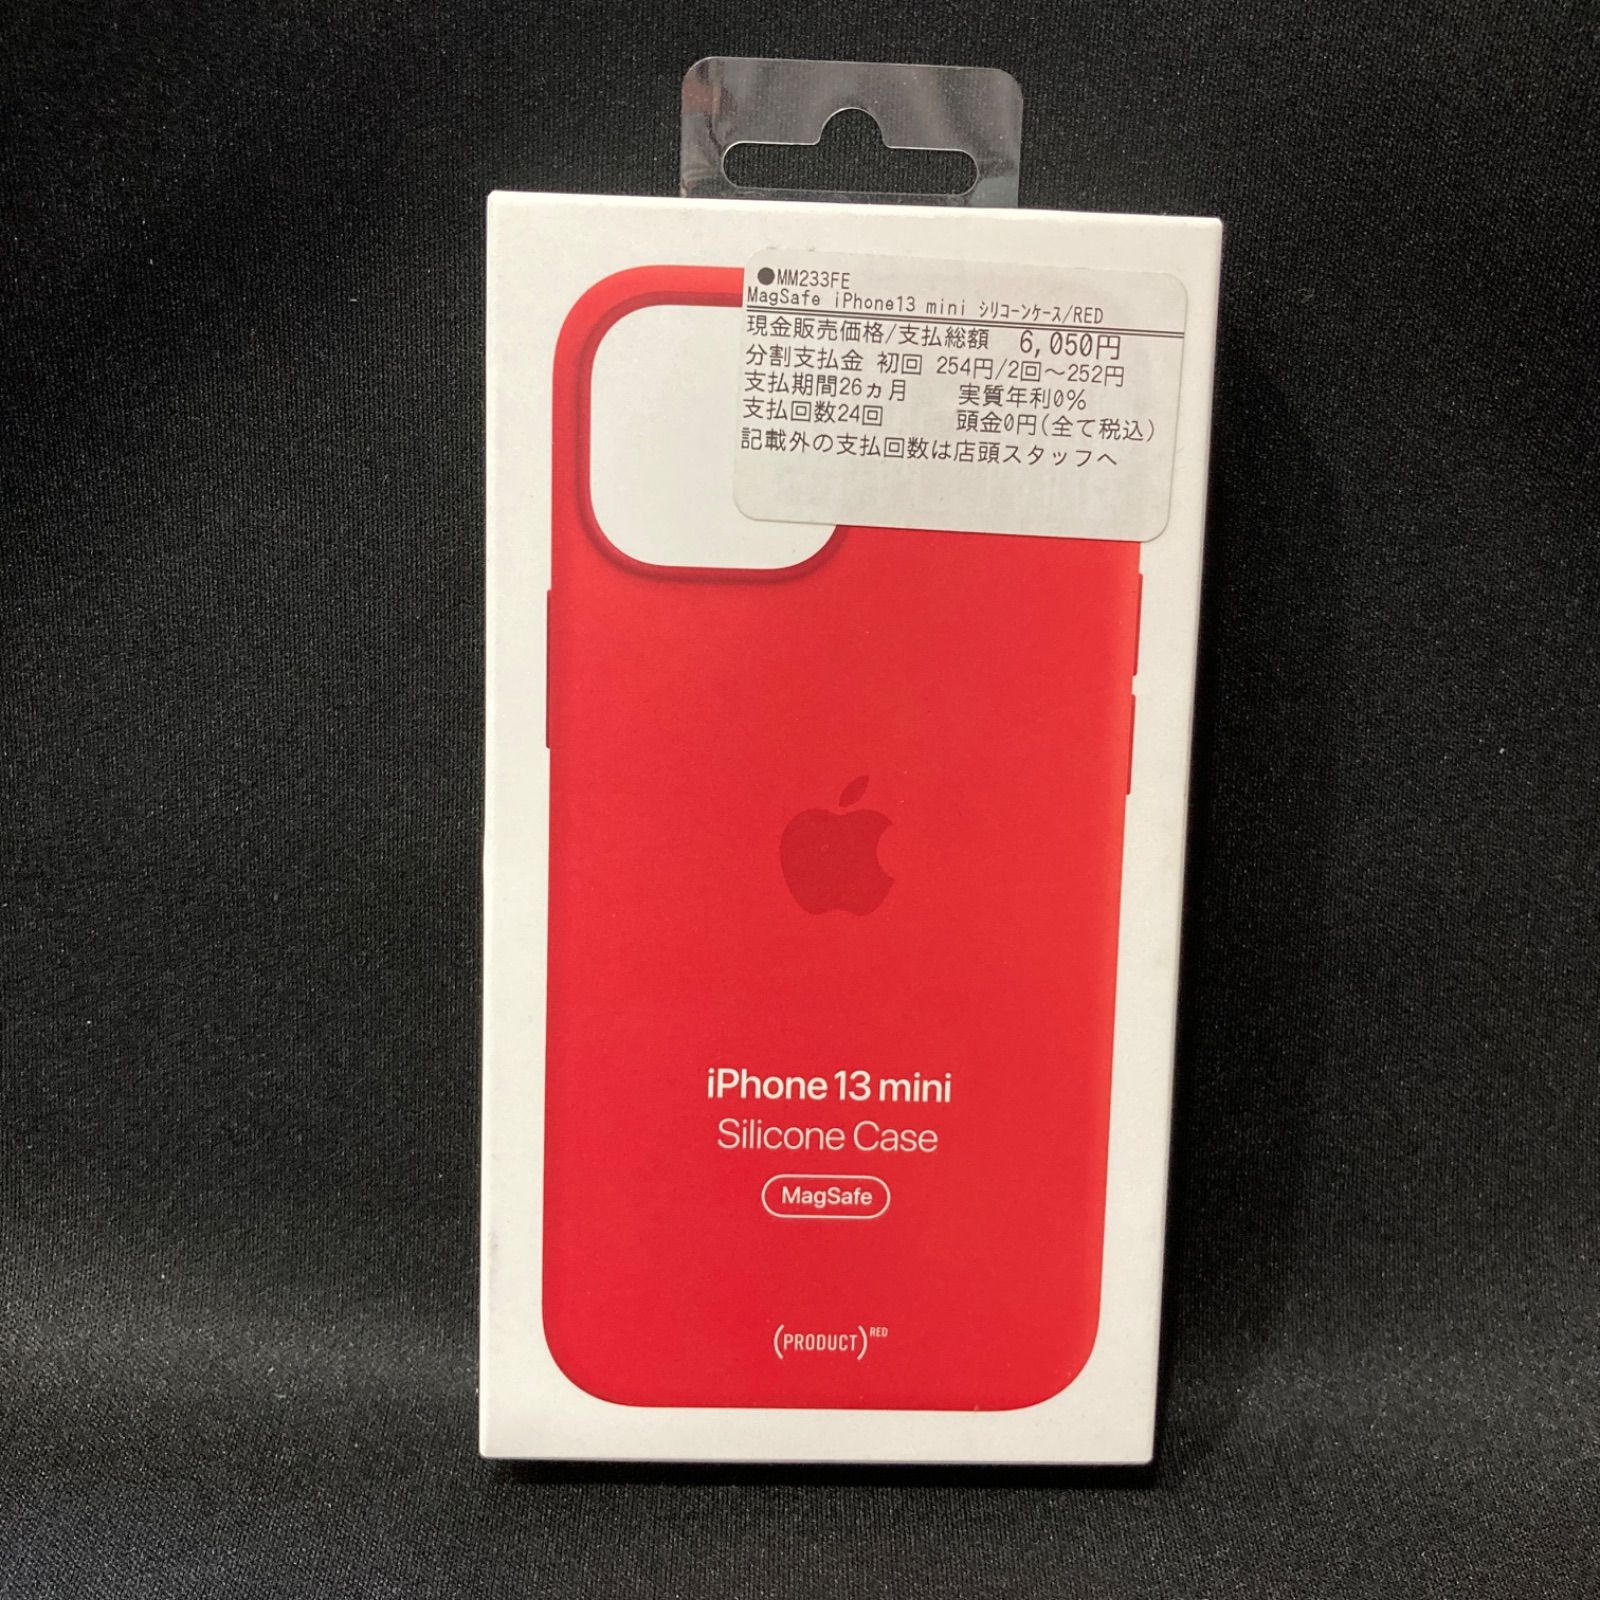 ●MM233FE
MagSafe iPhone13 mini ｼﾘｺｰﾝｹｰｽ/RED
現金販売価格/支払総額 6,050円
分割支払金 初回 254円/2回～252円
支払期間26ヵ月 実質年利0%
支払回数24回 頭金0円(全て税込)
記載外の支払回数は店頭スタッフへ
iPhone 13 mini
Silicone Case
MagSafe
(PRODUCT)RED